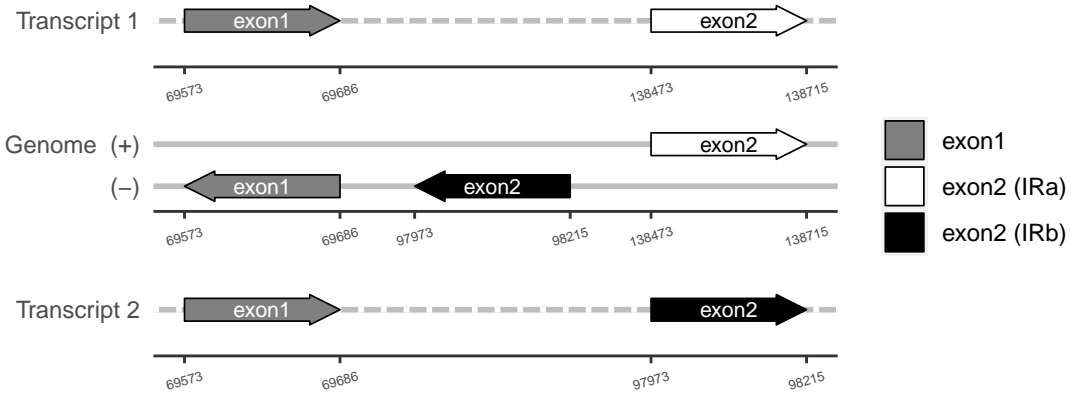 Transcript 1 exon1 exon2
69573 69686 138473 138715
Genome (+) exon2
(−) exon1 exon2
69573 69686 97973 98215 138473 138715
exon1
exon2 (IRa)
exon2 (IRb)
Transcript 2 exon1 exon2
69573 69686 97973 98215